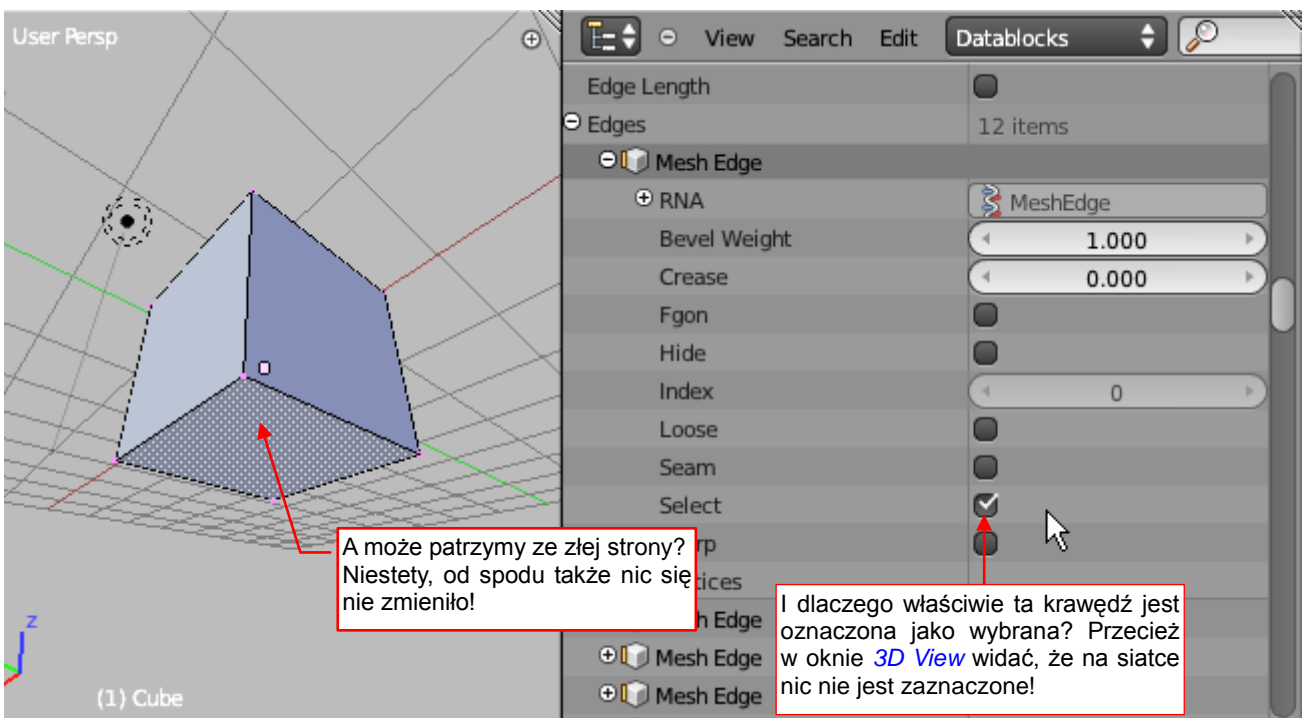 User Persp
View Search Edit Datablocks
Edge Length
Edges 12 items
Mesh Edge
RNA MeshEdge
Bevel Weight 1.000
Crease 0.000
Fgon
Hide
Index 0
Loose
Seam
Select
rp
tices
h Edge
Mesh Edge
Mesh Edge
A może patrzymy ze złej strony?
Niestety, od spodu także nic się
nie zmieniło!
I dlaczego właściwie ta krawędź jest
oznaczona jako wybrana? Przecież
w oknie 3D View widać, że na siatce
nic nie jest zaznaczone!
z
(1) Cube